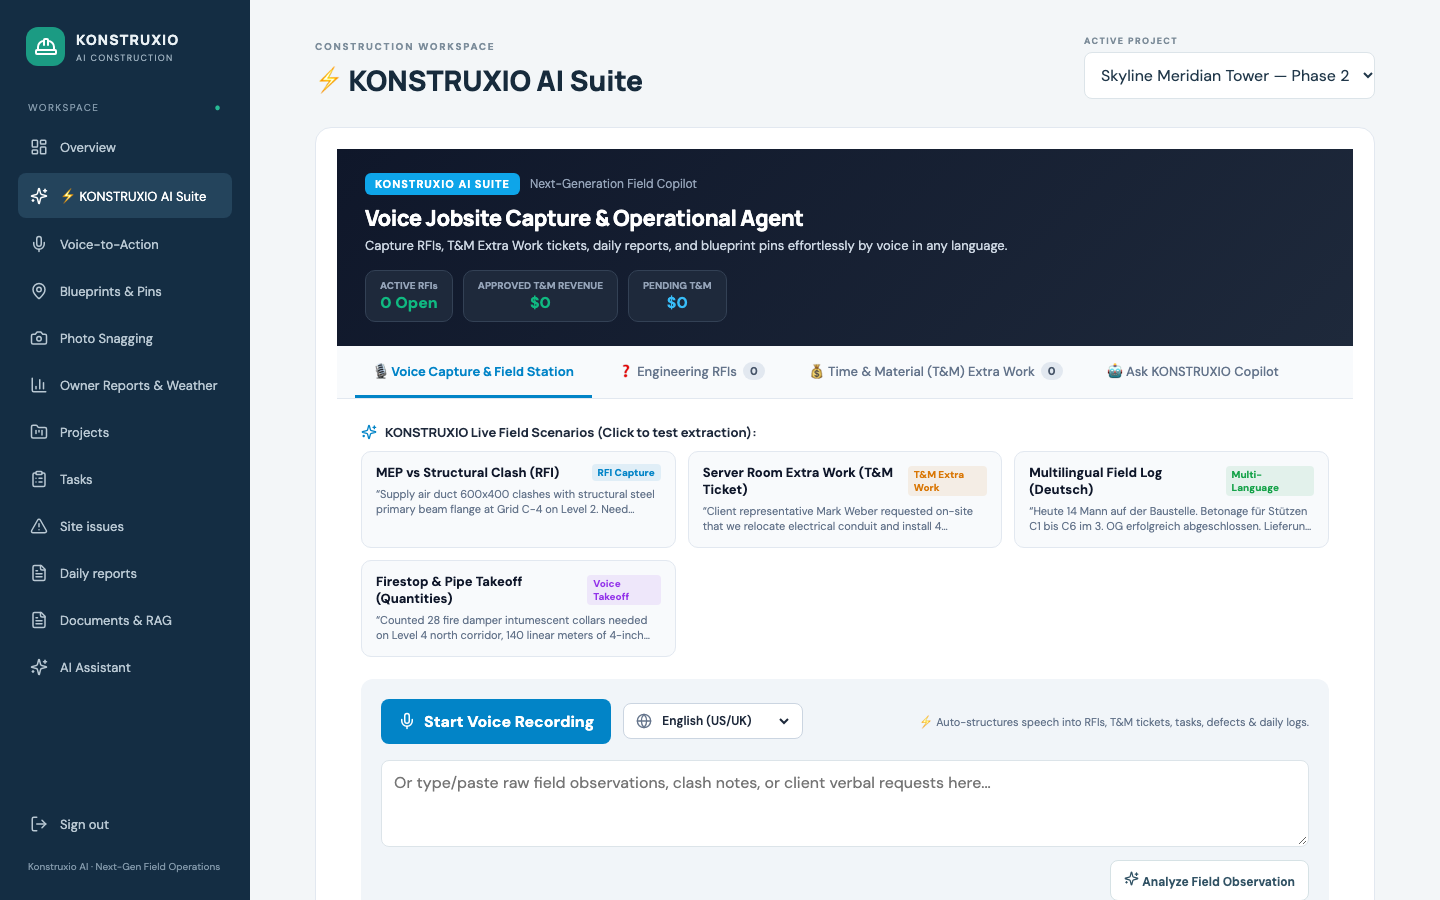 KONSTRUXIO
AI CONSTRUCTION
WORKSPACE
Overview
⚡ KONSTRUXIO AI Suite
Voice-to-Action
Blueprints & Pins
Photo Snagging
Owner Reports & Weather
Projects
Tasks
Site issues
Daily reports
Documents & RAG
AI Assistant
Sign out
Konstruxio AI · Next-Gen Field Operations
CONSTRUCTION WORKSPACE
⚡ KONSTRUXIO AI Suite
ACTIVE PROJECT
Skyline Meridian Tower — Phase 2
KONSTRUXIO AI SUITE Next-Generation Field Copilot
Voice Jobsite Capture & Operational Agent
Capture RFIs, T&M Extra Work tickets, daily reports, and blueprint pins effortlessly by voice in any language.
ACTIVE RFIs
0 Open
APPROVED T&M REVENUE
$0
PENDING T&M
$0
🎙️ Voice Capture & Field Station
❓ Engineering RFIs 0
💰 Time & Material (T&M) Extra Work 0
🤖 Ask KONSTRUXIO Copilot
KONSTRUXIO Live Field Scenarios (Click to test extraction):
MEP vs Structural Clash (RFI)
RFI Capture
"Supply air duct 600x400 clashes with structural steel
primary beam flange at Grid C-4 on Level 2. Need...
Server Room Extra Work (T&M
Ticket)
T&M Extra
Work
"Client representative Mark Weber requested on-site
that we relocate electrical conduit and install 4...
Multilingual Field Log
(Deutsch)
Multi-
Language
"Heute 14 Mann auf der Baustelle. Betonage für Stützen
C1 bis C6 im 3. OG erfolgreich abgeschlossen. Lieferun...
Firestop & Pipe Takeoff
(Quantities)
Voice
Takeoff
"Counted 28 fire damper intumescent collars needed
on Level 4 north corridor, 140 linear meters of 4-inch...
Start Voice Recording
English (US/UK)
⚡ Auto-structures speech into RFIs, T&M tickets, tasks, defects & daily logs.
Or type/paste raw field observations, clash notes, or client verbal requests here...
Analyze Field Observation